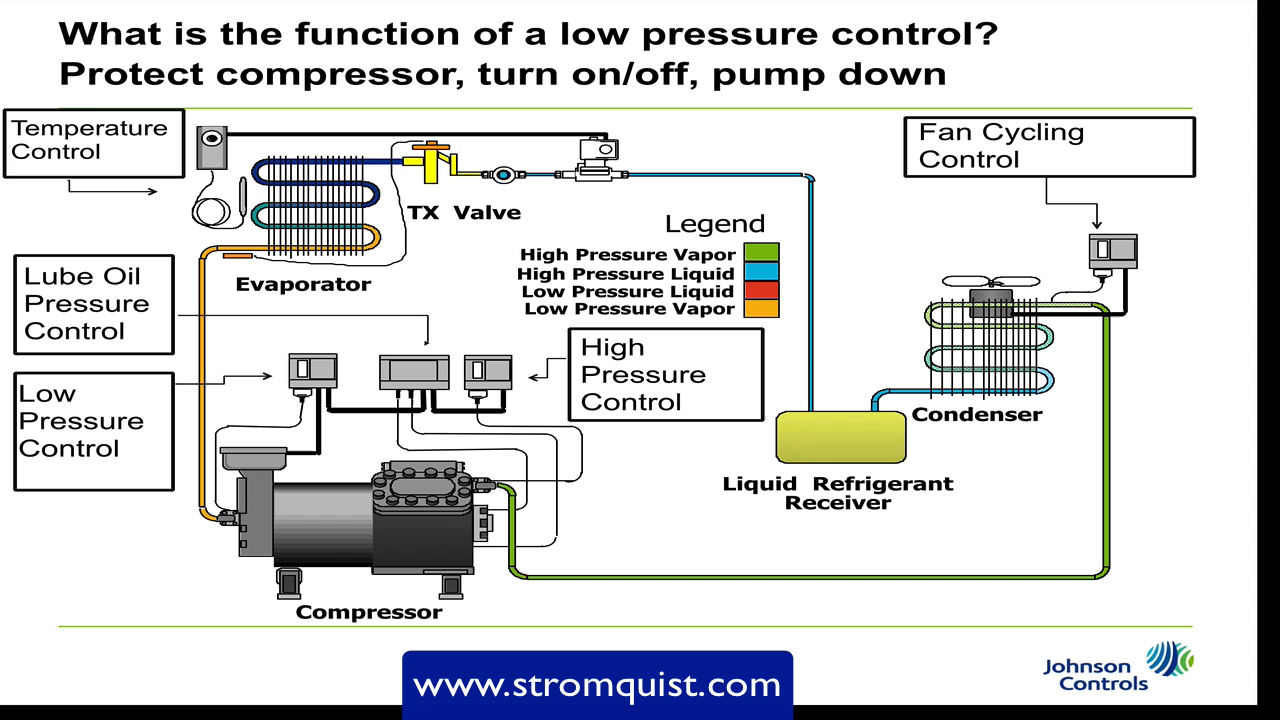 What is the function of a low pressure control?
Protect compressor, turn on/off, pump down
Temperature
Control
Fan Cycling
Control
TX Valve
Legend
High Pressure Vapor
High Pressure Liquid
Low Pressure Liquid
Low Pressure Vapor
Evaporator
Lube Oil
Pressure
Control
High
Pressure
Control
Low
Pressure
Control
Condenser
Liquid Refrigerant
Receiver
Compressor
Johnson
Controls
www.stromquist.com